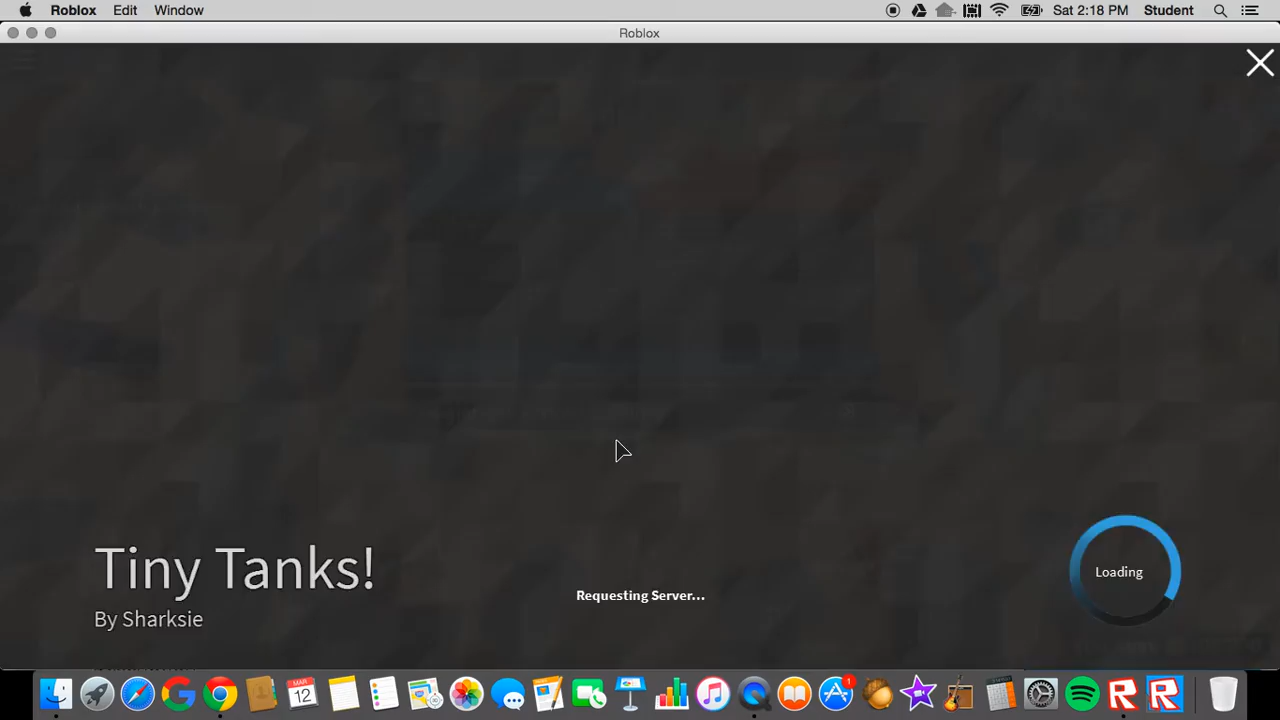 Roblox Edit Window Sat 2:18 PM Student
Roblox
Tiny Tanks!
By Sharksie
Requesting Server...
Loading
MAR
12
1